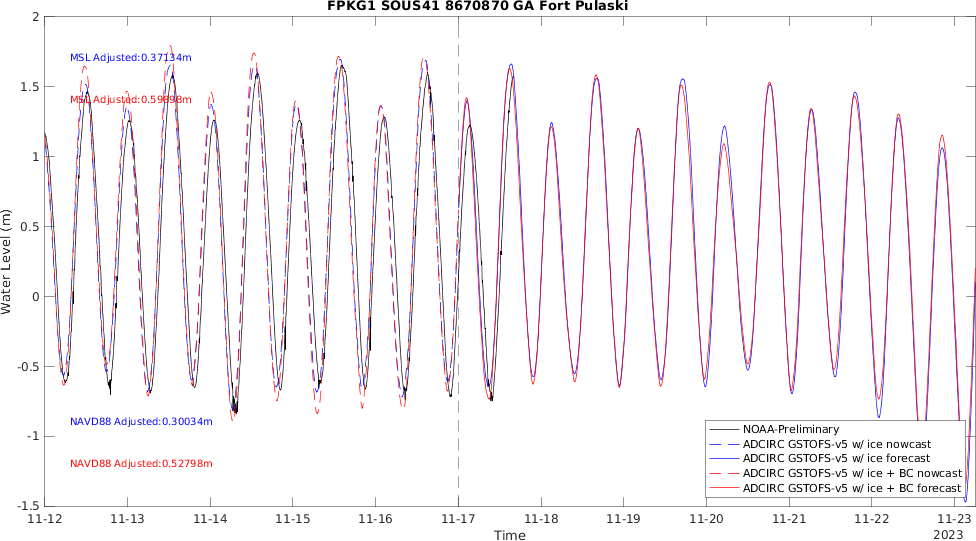 FPKG1 SOUS41 8670870 GA Fort Pulaski
2
1.5
1
0.5
0
-0.5
-1
-1.5
Water Level (m)
MSL Adjusted:0.37134m
MSL Adjusted:0.59898m
NAVD88 Adjusted:0.30034m
NAVD88 Adjusted:0.52798m
NOAA-Preliminary
ADCIRC GSTOFS-v5 w/ ice nowcast
ADCIRC GSTOFS-v5 w/ ice forecast
ADCIRC GSTOFS-v5 w/ ice + BC nowcast
ADCIRC GSTOFS-v5 w/ ice + BC forecast
11-12 11-13 11-14 11-15 11-16 11-17 11-18 11-19 11-20 11-21 11-22 11-23
Time
2023